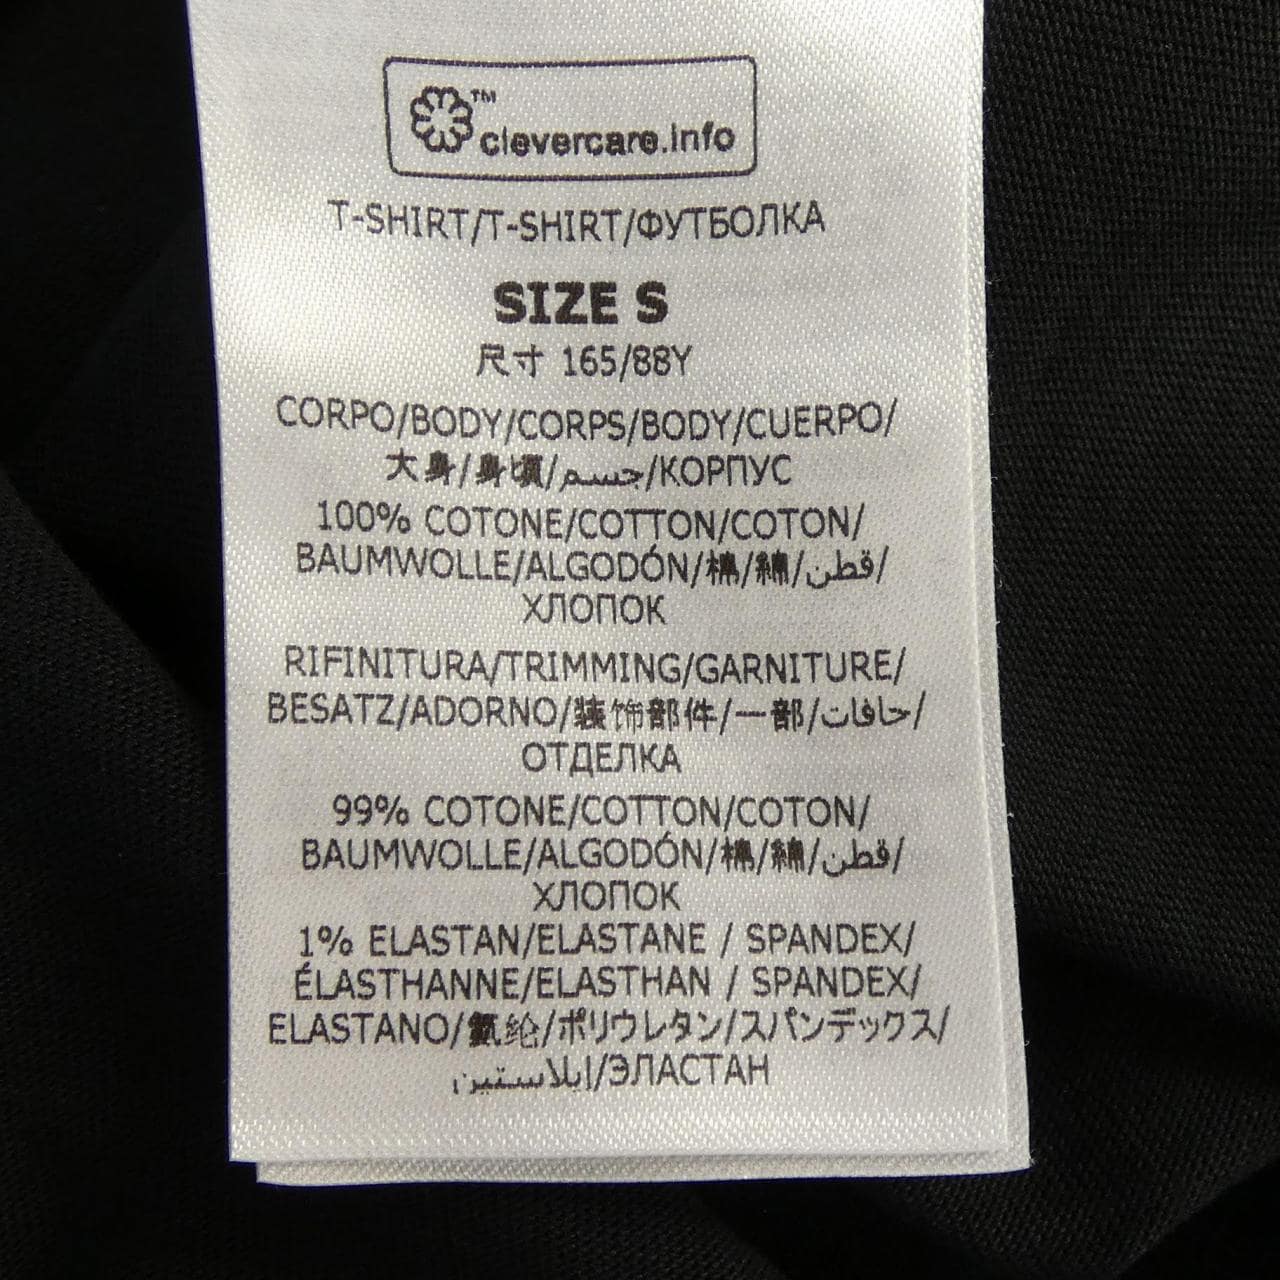 ™
clevercare.info
T-SHIRT/T-SHIRT/ФУТБОЛКА
SIZE S
尺寸 165/88Y
CORPO/BODY/CORPS/BODY/CUERPO/
大身/身頃/جسم/КОРПУС
100% COTONE/COTTON/COTON/
BAUMWOLLE/ALGODÓN/棉/綿/قطن/
ХЛОПОК
RIFINITURA/TRIMMING/GARNITURE/
BESATZ/ADORNO/装饰部件/一部/حافات/
ОТДЕЛКА
99% COTONE/COTTON/COTON/
BAUMWOLLE/ALGODÓN/棉/綿/قطن/
ХЛОПОК
1% ELASTAN/ELASTANE / SPANDEX/
ÉLASTHANNE/ELASTHAN / SPANDEX/
ELASTANO/氨纶/ポリウレタン/スパンデックス/
إيلاستين/ЭЛАСТАН